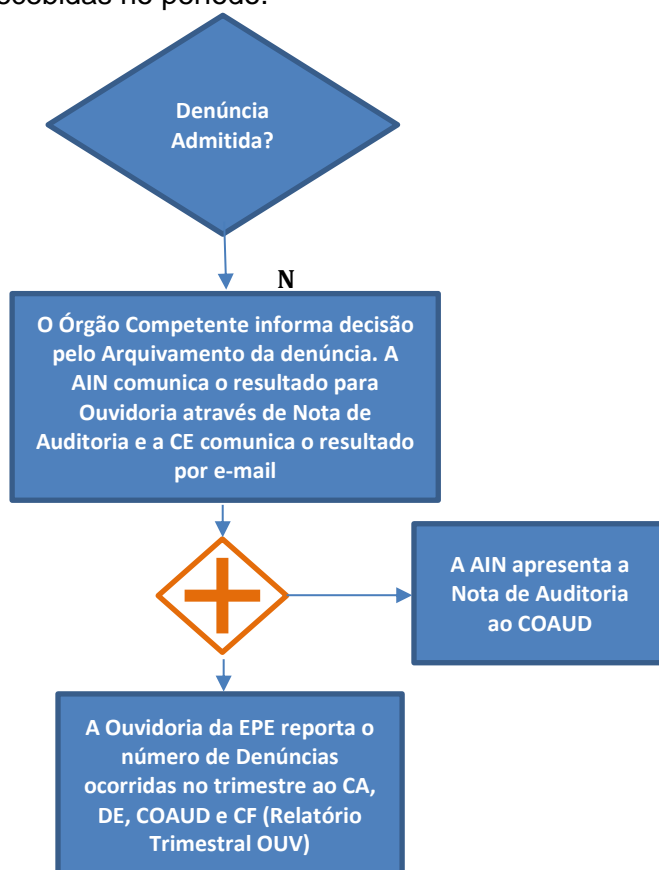 no período.
Denúncia
Admitida?
N
O Órgão Competente informa decisão
pelo Arquivamento da denúncia. A
AIN comunica o resultado para
Ouvidoria através de Nota de
Auditoria e a CE comunica o resultado
por e-mail
A AIN apresenta a
Nota de Auditoria
ao COAUD
A Ouvidoria da EPE reporta o
número de Denúncias
ocorridas no trimestre ao CA,
DE, COAUD e CF (Relatório
Trimestral OUV)